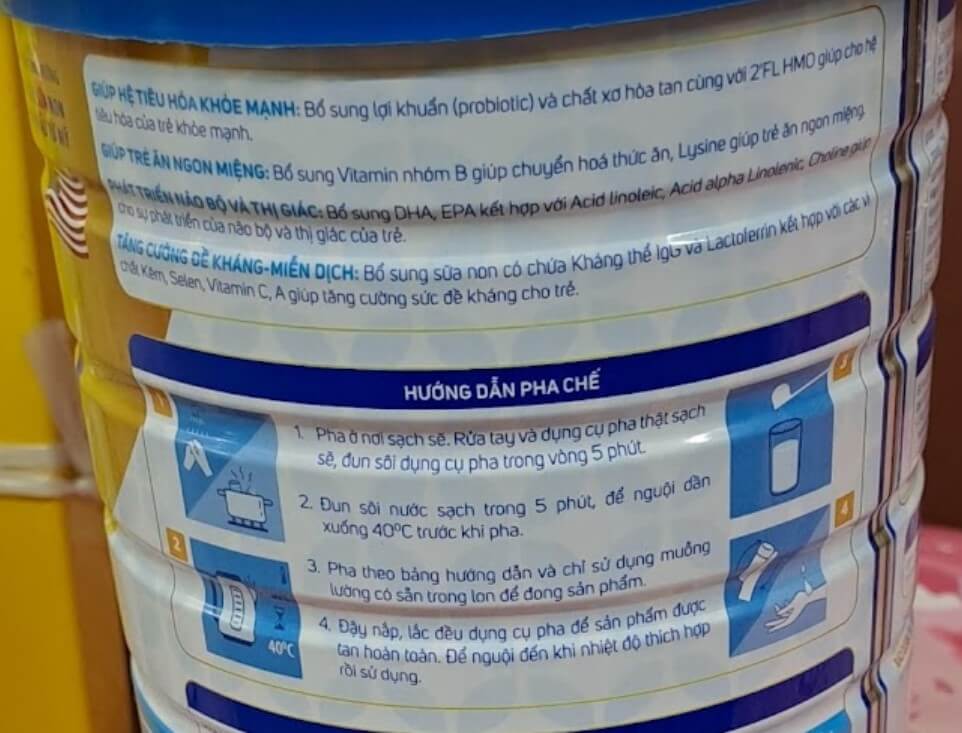 GIÚP HỆ TIÊU HÓA KHỎE MẠNH: Bổ sung lợi khuẩn (probiotic) và chất xơ hòa tan cùng với 2'FL HMO giúp cho hệ
tiêu hóa của trẻ khỏe mạnh.
GIÚP TRẺ ĂN NGON MIỆNG: Bổ sung Vitamin nhóm B giúp chuyển hoá thức ăn, Lysine giúp trẻ ăn ngon miệng.
PHÁT TRIỂN NÃO BỘ VÀ THỊ GIÁC: Bổ sung DHA, EPA kết hợp với Acid linoleic, Acid alpha Linolenic, Choline giúp
cho sự phát triển của não bộ và thị giác của trẻ.
TĂNG CƯỜNG ĐỀ KHÁNG-MIỄN DỊCH: Bổ sung sữa non có chứa Kháng thể IgG và Lactoferrin kết hợp với các vi
chất Kẽm, Selen, Vitamin C, A giúp tăng cường sức đề kháng cho trẻ.
HƯỚNG DẪN PHA CHẾ
1
1. Pha ở nơi sạch sẽ. Rửa tay và dụng cụ pha thật sạch
sẽ, đun sôi dụng cụ pha trong vòng 5 phút.
2. Đun sôi nước sạch trong 5 phút, để nguội dần
xuống 40ºC trước khi pha.
2
40ºC
3. Pha theo bảng hướng dẫn và chỉ sử dụng muỗng
lường có sẵn trong lon để đong sản phẩm.
4. Đậy nắp, lắc đều dụng cụ pha để sản phẩm được
tan hoàn toàn. Để nguội đến khi nhiệt độ thích hợp
rồi sử dụng.
3
4